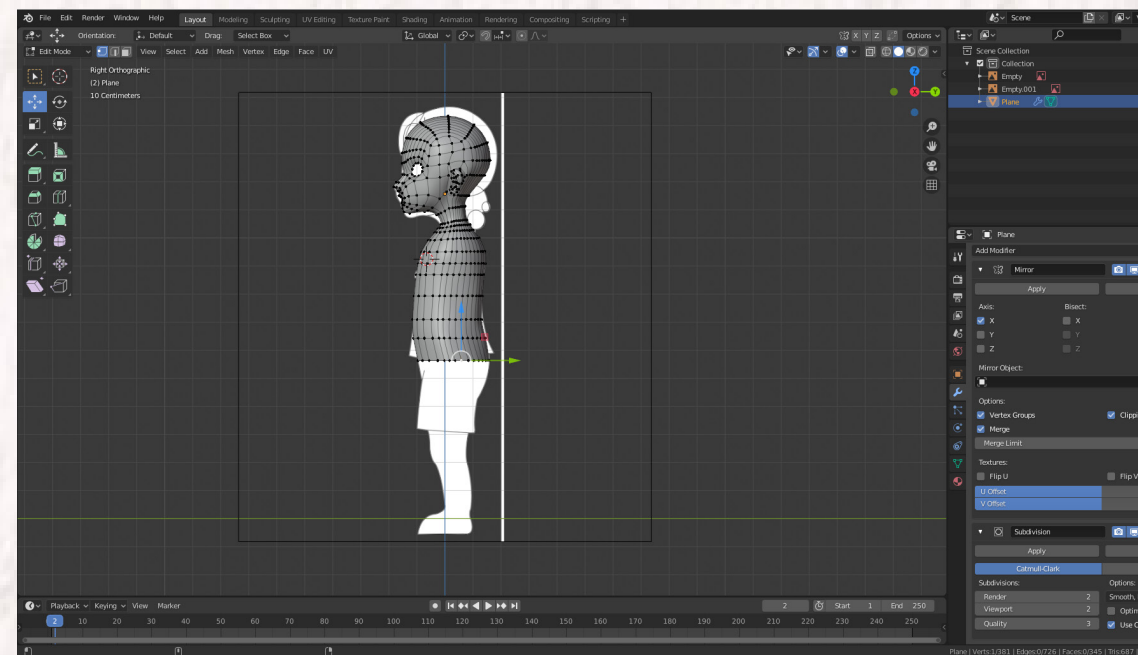 File Edit Render Window Help Layout Modeling Sculpting UV Editing Texture Paint Shading Animation Rendering Compositing Scripting + Scene
Orientation: Default Drag: Select Box Global X Y Z Options
Edit Mode View Select Add Mesh Vertex Edge Face UV
Right Orthographic
(2) Plane
10 Centimeters
Z
X
Y
Scene Collection
Collection
Empty
Empty.001
Plane
Plane
Add Modifier
Mirror
Apply
Axis: Bisect:
X X
Y Y
Z Z
Mirror Object:
Options:
Vertex Groups Clippi
Merge
Merge Limit
Textures:
Flip U Flip V
U Offset
V Offset
Subdivision
Apply
Catmull-Clark
Subdivisions: Options:
Render 2 Smooth,
Viewport 2 Optim
Quality 3 Use C
Playback Keying View Marker 2 Start 1 End 250
2 10 20 30 40 50 60 70 80 90 100 110 120 130 140 150 160 170 180 190 200 210 220 230 240 250
Plane | Verts:1/381 | Edges:0/726 | Faces:0/345 | Tris:687